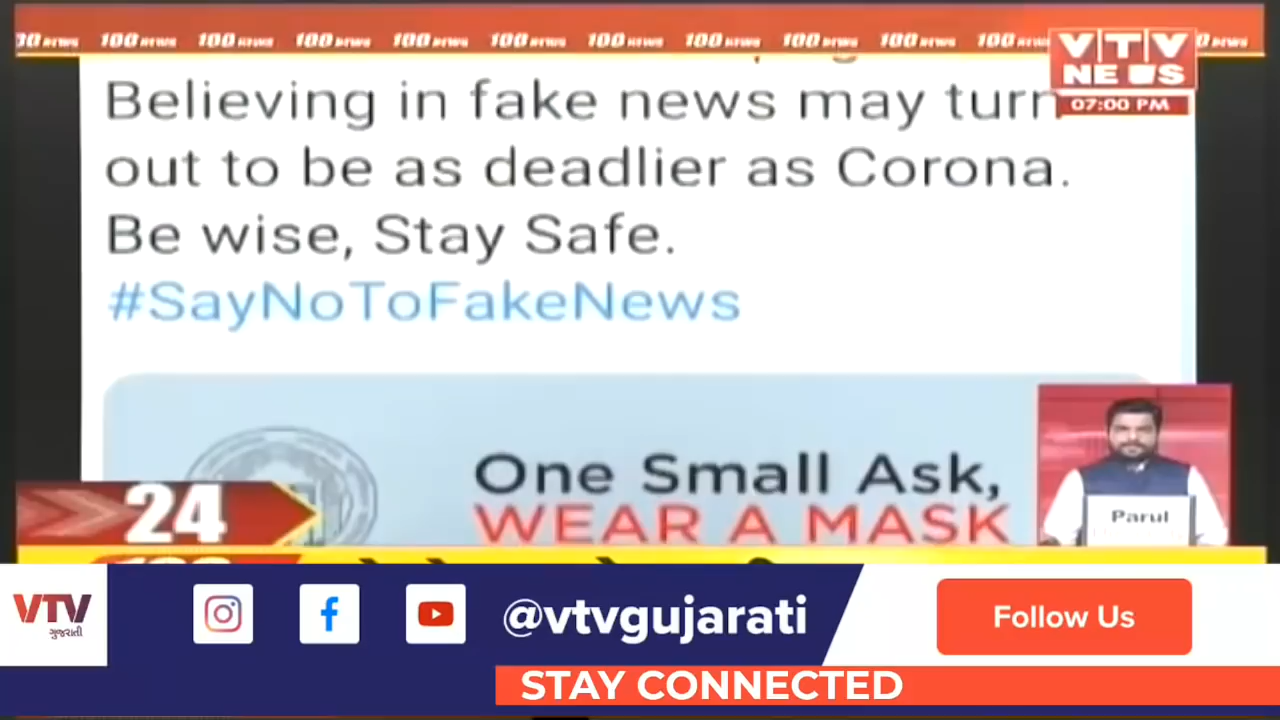 100 NEWS 100 NEWS 100 NEWS 100 NEWS 100 NEWS 100 NEWS 100 NEWS 100 NEWS 100 NEWS 100 NEWS
VTV
NEWS
07:00 PM
Believing in fake news may turn
out to be as deadlier as Corona.
Be wise, Stay Safe.
#SayNoToFakeNews
One Small Ask,
WEAR A MASK
24
Parul
VTV
ગુજરાતી
@vtvgujarati
Follow Us
STAY CONNECTED